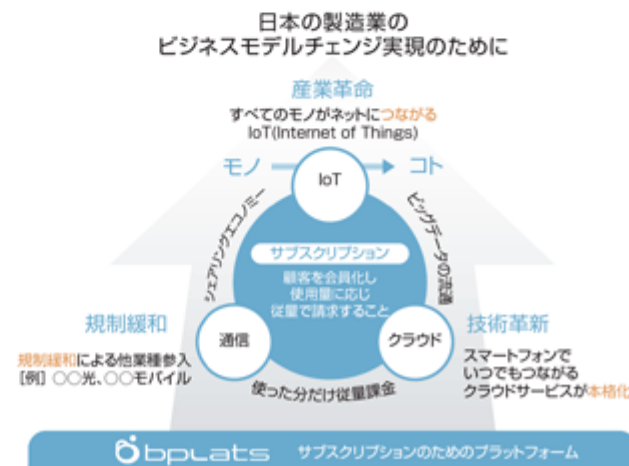 日本の製造業の
ビジネスモデルチェンジ実現のために
産業革命
すべてのモノがネットにつながる
IoT(Internet of Things)
モノ
コト
IoT
シェアリングエコノミー
ビッグデータの流通
サブスクリプション
顧客を会員化し
使用量に応じ
従量で請求すること
規制緩和
通信
クラウド
技術革新
規制緩和による他業種参入
[例] ○○光、○○モバイル
スマートフォンで
いつでもつながる
クラウドサービスが本格化
使った分だけ従量課金
bplats サブスクリプションのためのプラットフォーム